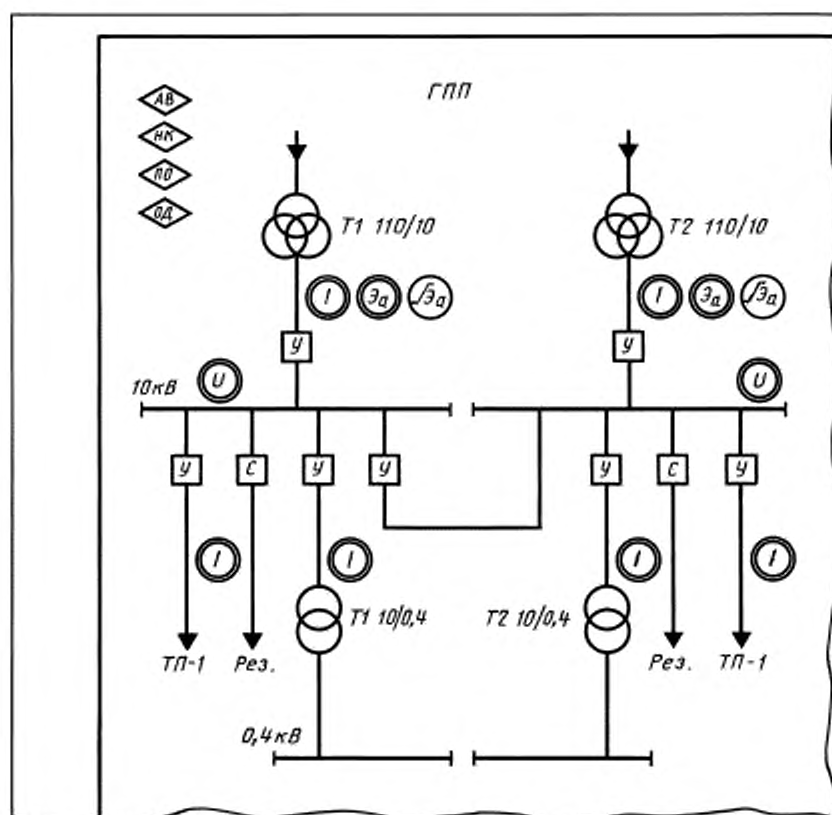 ГПП
АВ
НК
ПО
ОД
Т1 110/10
Т2 110/10
I Эа ∫Эа
I Эа ∫Эа
У
У
10кВ
U
U
У С У У
У С У
I I
I I
Т1 10/0,4
Т2 10/0,4
ТП-1 Рез.
Рез. ТП-1
0,4кВ